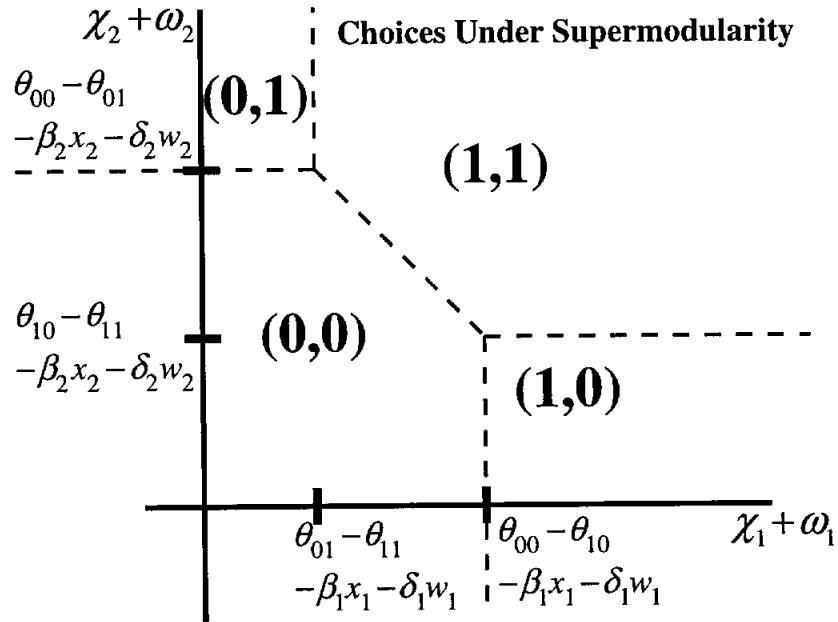 χ₂+ω₂
Choices Under Supermodularity
θ₀₀−θ₀₁
−β₂x₂−δ₂w₂
(0,1)
(1,1)
θ₁₀−θ₁₁
−β₂x₂−δ₂w₂
(0,0)
(1,0)
θ₀₁−θ₁₁
−β₁x₁−δ₁w₁
θ₀₀−θ₁₀
−β₁x₁−δ₁w₁
χ₁+ω₁